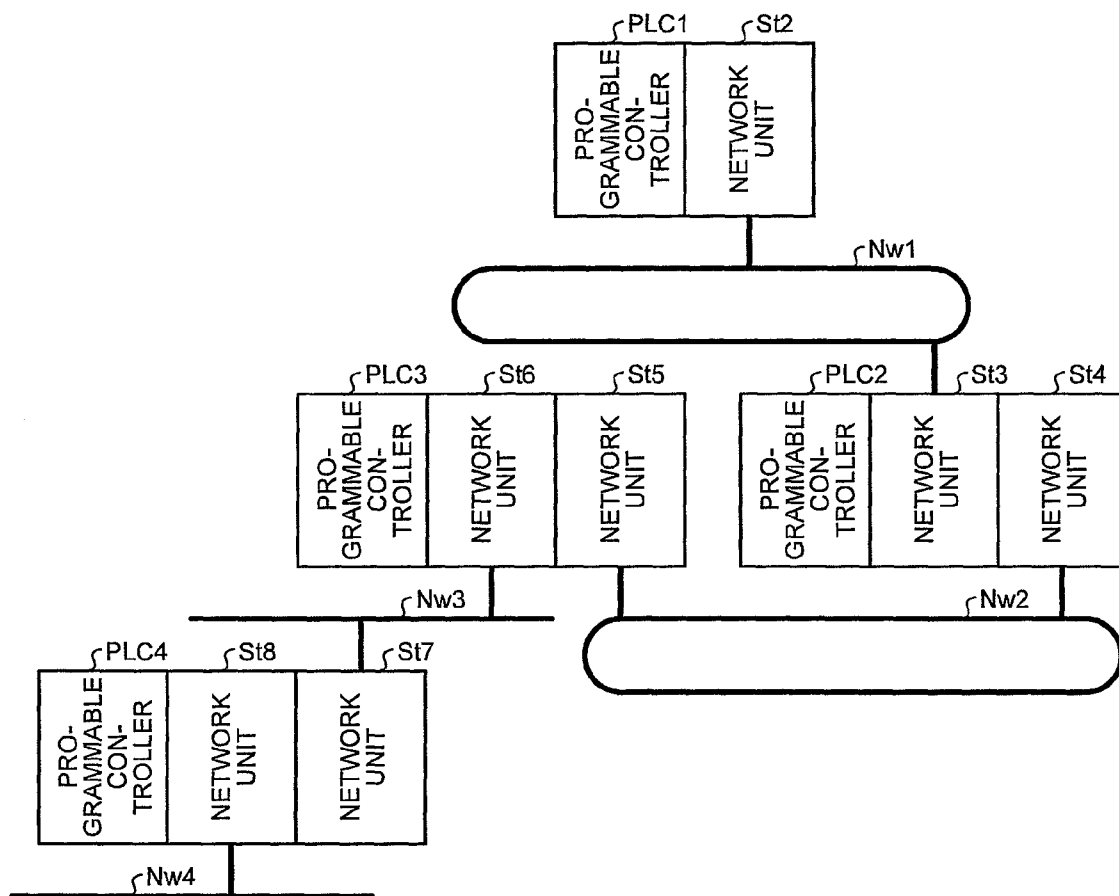 PLC1
St2
PRO-
GRAMMABLE
CON-
TROLLER
NETWORK
UNIT
Nw1
PLC3
St6
St5
PLC2
St3
St4
PRO-
GRAMMABLE
CON-
TROLLER
NETWORK
UNIT
NETWORK
UNIT
PRO-
GRAMMABLE
CON-
TROLLER
NETWORK
UNIT
NETWORK
UNIT
Nw3
Nw2
PLC4
St8
St7
PRO-
GRAMMABLE
CON-
TROLLER
NETWORK
UNIT
NETWORK
UNIT
Nw4